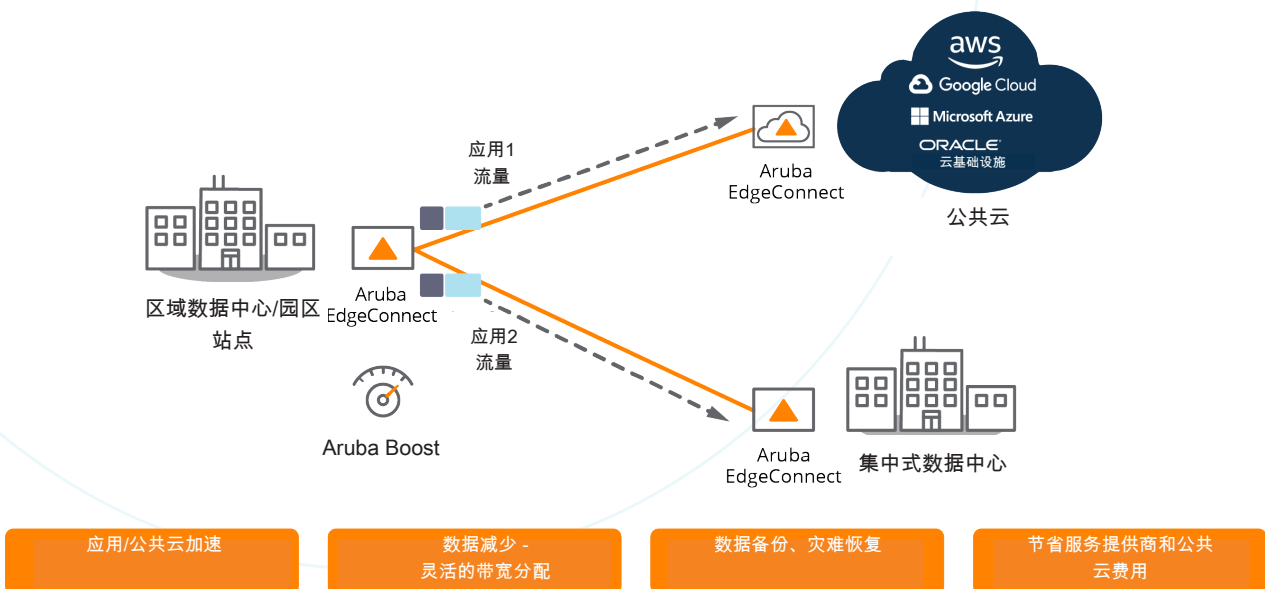 aws
Google Cloud
Microsoft Azure
ORACLE
云基础设施
公共云
应用1
流量
Aruba
EdgeConnect
区域数据中心/园区
站点
Aruba
EdgeConnect
应用2
流量
Aruba Boost
Aruba
EdgeConnect
集中式数据中心
应用/公共云加速
数据减少 -
灵活的带宽分配
数据备份、灾难恢复
节省服务提供商和公共
云费用